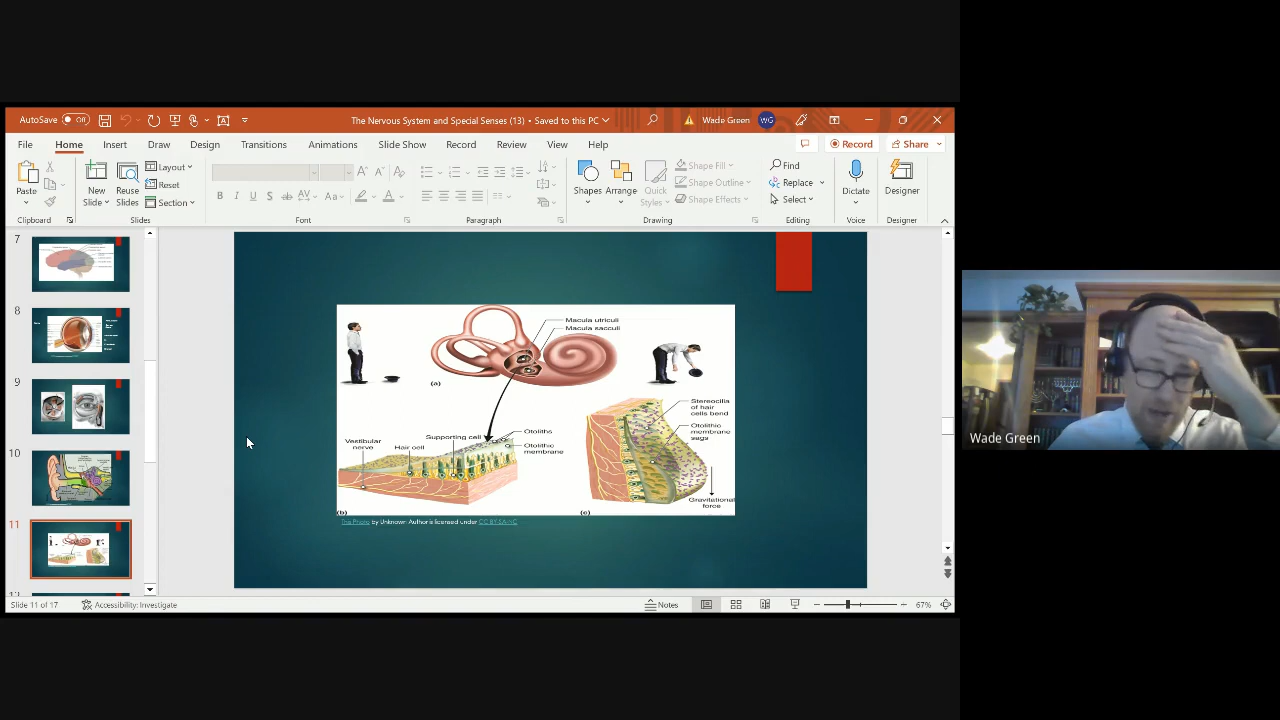 AutoSave Off
The Nervous System and Special Senses (13) • Saved to this PC
Wade Green WG
File Home Insert Draw Design Transitions Animations Slide Show Record Review View Help
Record Share
Paste
New Slide
Reuse Slides
Layout
Reset
Section
Shapes
Arrange
Quick Styles
Shape Fill
Shape Outline
Shape Effects
Find
Replace
Select
Dictate
Designer
Clipboard Slides Font Paragraph Drawing Editing Voice Designer
7
8
9
10
11
Macula utriculi
Macula sacculi
(a)
Stereocilia
of hair
cells bend
Otolithic
membrane
sags
Gravitational
force
Vestibular
nerve
Hair cell
Supporting cell
Otoliths
Otolithic
membrane
(b)
(c)
This Photo by Unknown Author is licensed under CC BY-SA-NC
Wade Green
Slide 11 of 17
Accessibility: Investigate
Notes
67%